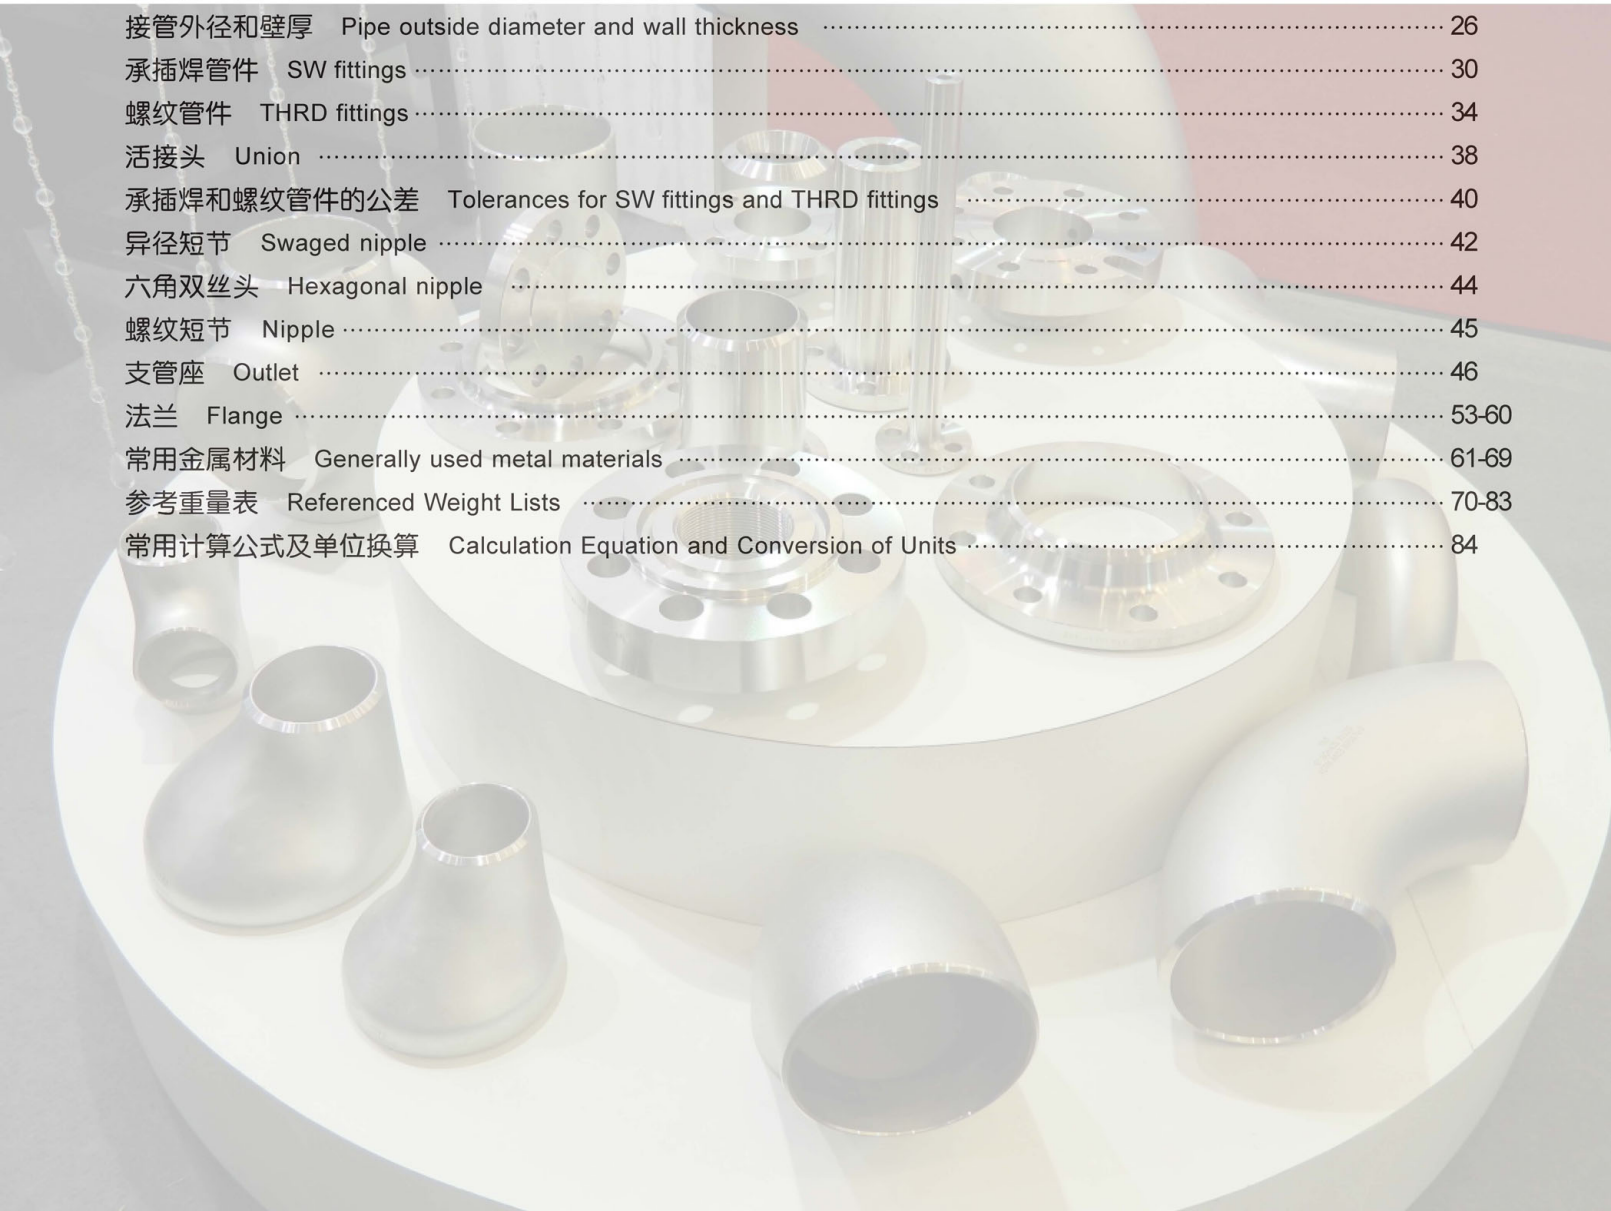 接管外径和壁厚 Pipe outside diameter and wall thickness ························ 26
承插焊管件 SW fittings ························ 30
螺纹管件 THRD fittings ························ 34
活接头 Union ························ 38
承插焊和螺纹管件的公差 Tolerances for SW fittings and THRD fittings ························ 40
异径短节 Swaged nipple ························ 42
六角双丝头 Hexagonal nipple ························ 44
螺纹短节 Nipple ························ 45
支管座 Outlet ························ 46
法兰 Flange ························ 53-60
常用金属材料 Generally used metal materials ························ 61-69
参考重量表 Referenced Weight Lists ························ 70-83
常用计算公式及单位换算 Calculation Equation and Conversion of Units ························ 84